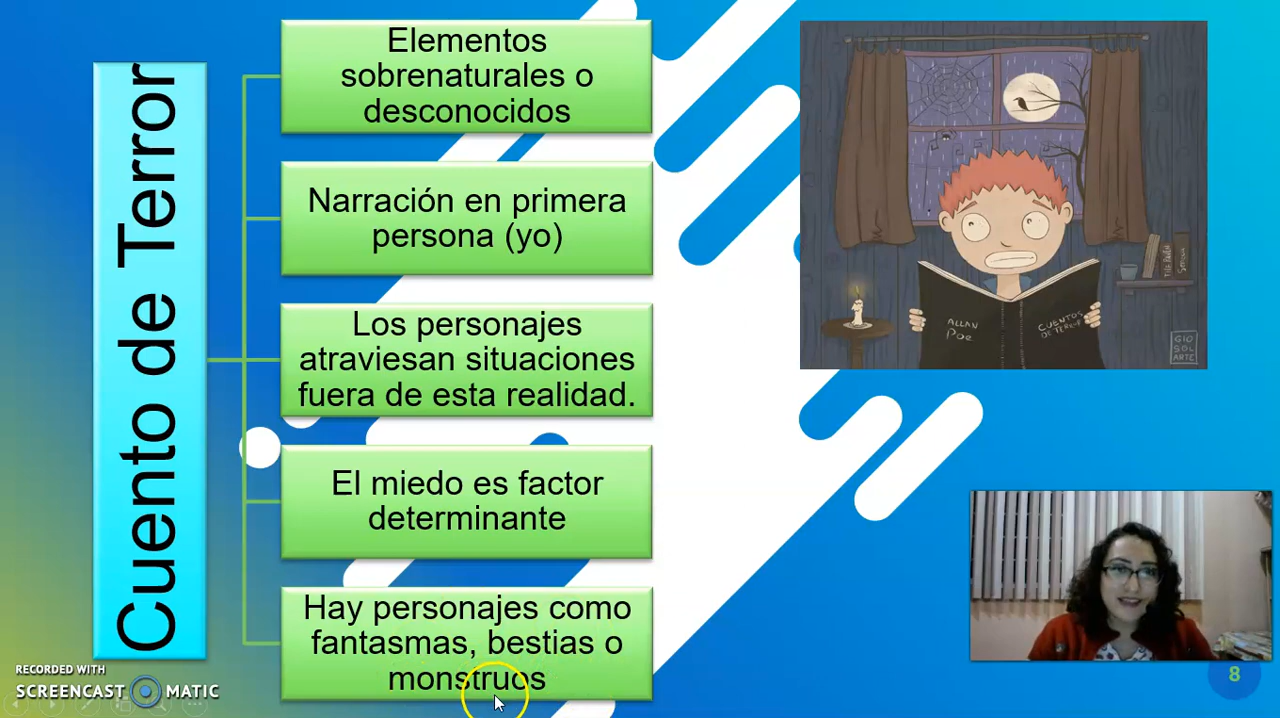 Cuento de Terror
Elementos
sobrenaturales o
desconocidos
Narración en primera
persona (yo)
Los personajes
atraviesan situaciones
fuera de esta realidad.
El miedo es factor
determinante
Hay personajes como
fantasmas, bestias o
monstruos
ALLAN
Poe
CUENTOS
DE TERROR
GIO
SOL
ARTE
RECORDED WITH
SCREENCAST MATIC
8